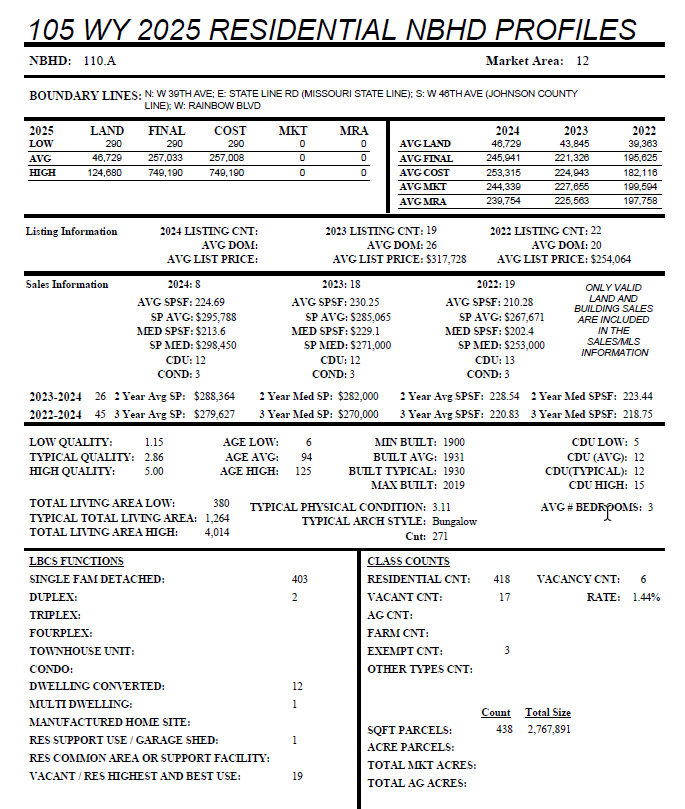 105 WY 2025 RESIDENTIAL NBHD PROFILES
NBHD: 110.A Market Area: 12
BOUNDARY LINES: N: W 39TH AVE; E: STATE LINE RD (MISSOURI STATE LINE); S: W 46TH AVE (JOHNSON COUNTY
LINE); W: RAINBOW BLVD
2025 LAND FINAL COST MKT MRA
LOW 290 290 290 0 0
AVG 46,729 257,033 257,008 0 0
HIGH 124,680 749,190 749,190 0 0
2024 2023 2022
AVG LAND 46,729 43,845 39,363
AVG FINAL 245,941 221,326 195,625
AVG COST 253,315 224,943 182,116
AVG MKT 244,339 227,655 199,594
AVG MRA 239,754 225,563 197,758
Listing Information 2024 LISTING CNT: 2023 LISTING CNT: 19 2022 LISTING CNT: 22
AVG DOM: AVG DOM: 26 AVG DOM: 20
AVG LIST PRICE: AVG LIST PRICE: $317,728 AVG LIST PRICE: $254,064
Sales Information 2024: 8 2023: 18 2022: 19
AVG SPSF: 224.69 AVG SPSF: 230.25 AVG SPSF: 210.28
SP AVG: $295,788 SP AVG: $285,065 SP AVG: $267,671
MED SPSF: $213.6 MED SPSF: $229.1 MED SPSF: $202.4
SP MED: $298,450 SP MED: $271,000 SP MED: $253,000
CDU: 12 CDU: 12 CDU: 13
COND: 3 COND: 3 COND: 3
ONLY VALID
LAND AND
BUILDING SALES
ARE INCLUDED
IN THE
SALES/MLS
INFORMATION
2023-2024 26 2 Year Avg SP: $288,364 2 Year Med SP: $282,000 2 Year Avg SPSF: 228.54 2 Year Med SPSF: 223.44
2022-2024 45 3 Year Avg SP: $279,627 3 Year Med SP: $270,000 3 Year Avg SPSF: 220.83 3 Year Med SPSF: 218.75
LOW QUALITY: 1.15 AGE LOW: 6 MIN BUILT: 1900 CDU LOW: 5
TYPICAL QUALITY: 2.86 AGE AVG: 94 BUILT AVG: 1931 CDU (AVG): 12
HIGH QUALITY: 5.00 AGE HIGH: 125 BUILT TYPICAL: 1930 CDU(TYPICAL): 12
MAX BUILT: 2019 CDU HIGH: 15
TOTAL LIVING AREA LOW: 380 TYPICAL PHYSICAL CONDITION: 3.11 AVG # BEDROOMS: 3
TYPICAL TOTAL LIVING AREA: 1,264 TYPICAL ARCH STYLE: Bungalow
TOTAL LIVING AREA HIGH: 4,014 Cnt: 271
LBCS FUNCTIONS
SINGLE FAM DETACHED: 403
DUPLEX: 2
TRIPLEX:
FOURPLEX:
TOWNHOUSE UNIT:
CONDO:
DWELLING CONVERTED: 12
MULTI DWELLING: 1
MANUFACTURED HOME SITE:
RES SUPPORT USE / GARAGE SHED: 1
RES COMMON AREA OR SUPPORT FACILITY:
VACANT / RES HIGHEST AND BEST USE: 19
CLASS COUNTS
RESIDENTIAL CNT: 418 VACANCY CNT: 6
VACANT CNT: 17 RATE: 1.44%
AG CNT:
FARM CNT:
EXEMPT CNT: 3
OTHER TYPES CNT:
Count Total Size
SQFT PARCELS: 438 2,767,891
ACRE PARCELS:
TOTAL MKT ACRES:
TOTAL AG ACRES: